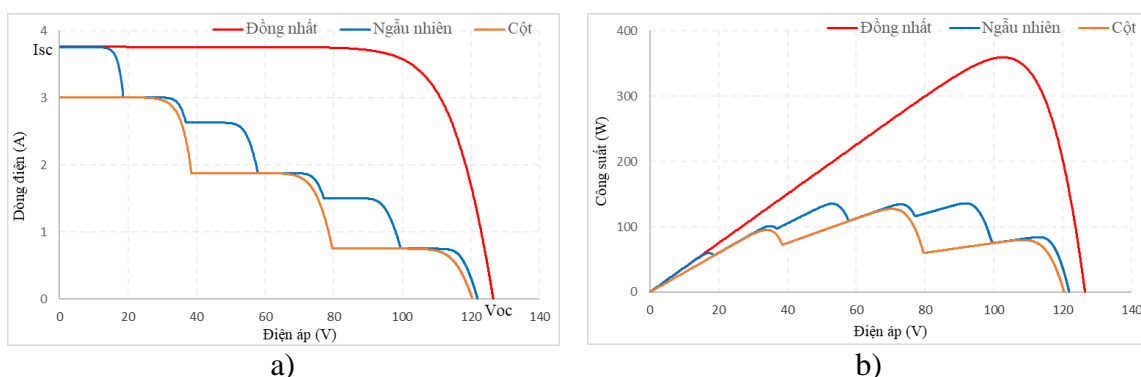 Đồng nhất Ngẫu nhiên Cột
4
Isc
3
2
1
0
Dòng điện (A)
0 20 40 60 80 100 120 140
Voc
Điện áp (V)
a)
Đồng nhất Ngẫu nhiên Cột
400
300
200
100
0
Công suất (W)
0 20 40 60 80 100 120 140
Điện áp (V)
b)